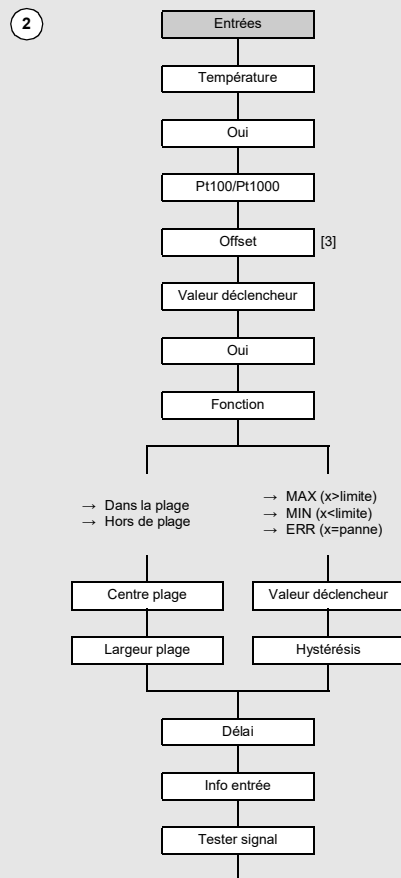 2
Entrées
Température
Oui
Pt100/Pt1000
Offset [3]
Valeur déclencheur
Oui
Fonction
→ Dans la plage
→ Hors de plage
→ MAX (x>limite)
→ MIN (x<limite)
→ ERR (x=panne)
Centre plage
Valeur déclencheur
Largeur plage
Hystérésis
Délai
Info entrée
Tester signal